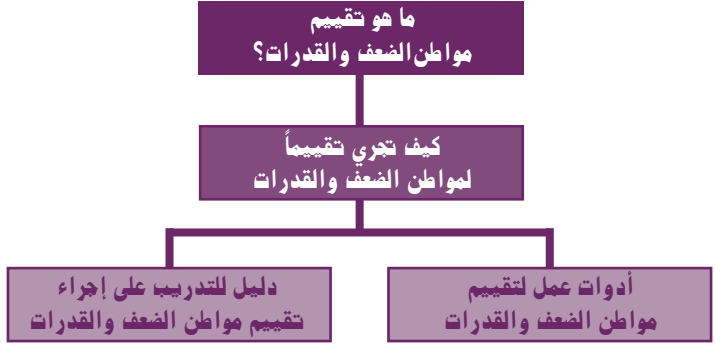 ما هو تقييم
مواطن الضعف والقدرات؟
كيف تجري تقييماً
لمواطن الضعف والقدرات
أدوات عمل لتقييم
مواطن الضعف والقدرات
دليل للتدريب على إجراء
تقييم مواطن الضعف والقدرات